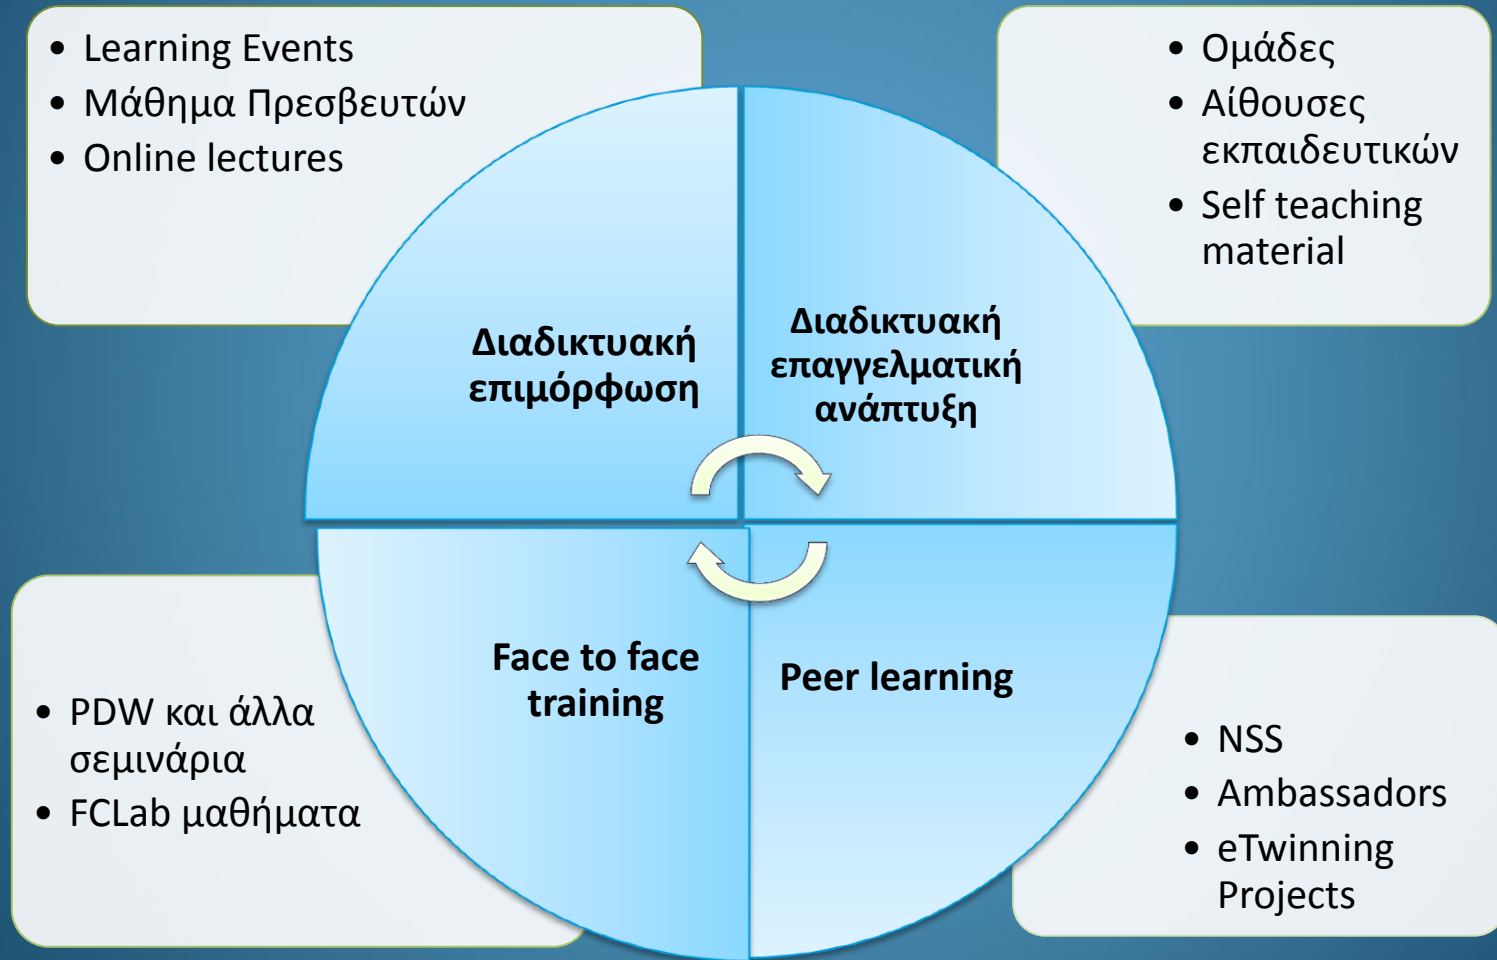 • Learning Events
• Μάθημα Πρεσβευτών
• Online lectures
• Ομάδες
• Αίθουσες
εκπαιδευτικών
• Self teaching
material
Διαδικτυακή
επιμόρφωση
Διαδικτυακή
επαγγελματική
ανάπτυξη
Face to face
training
Peer learning
• PDW και άλλα
σεμινάρια
• FCLab μαθήματα
• NSS
• Ambassadors
• eTwinning
Projects